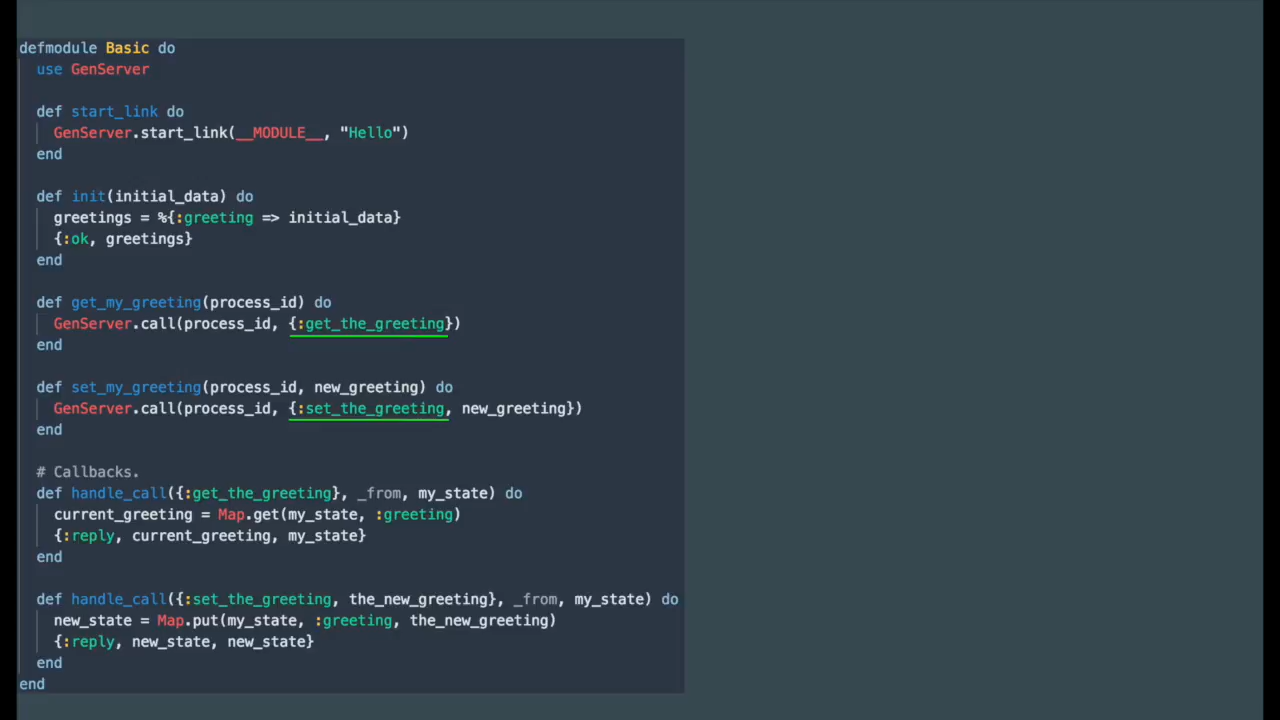 defmodule Basic do
  use GenServer

  def start_link do
    GenServer.start_link(__MODULE__, "Hello")
  end

  def init(initial_data) do
    greetings = %{:greeting => initial_data}
    {:ok, greetings}
  end

  def get_my_greeting(process_id) do
    GenServer.call(process_id, {:get_the_greeting})
  end

  def set_my_greeting(process_id, new_greeting) do
    GenServer.call(process_id, {:set_the_greeting, new_greeting})
  end

  # Callbacks.
  def handle_call({:get_the_greeting}, _from, my_state) do
    current_greeting = Map.get(my_state, :greeting)
    {:reply, current_greeting, my_state}
  end

  def handle_call({:set_the_greeting, the_new_greeting}, _from, my_state) do
    new_state = Map.put(my_state, :greeting, the_new_greeting)
    {:reply, new_state, new_state}
  end
end